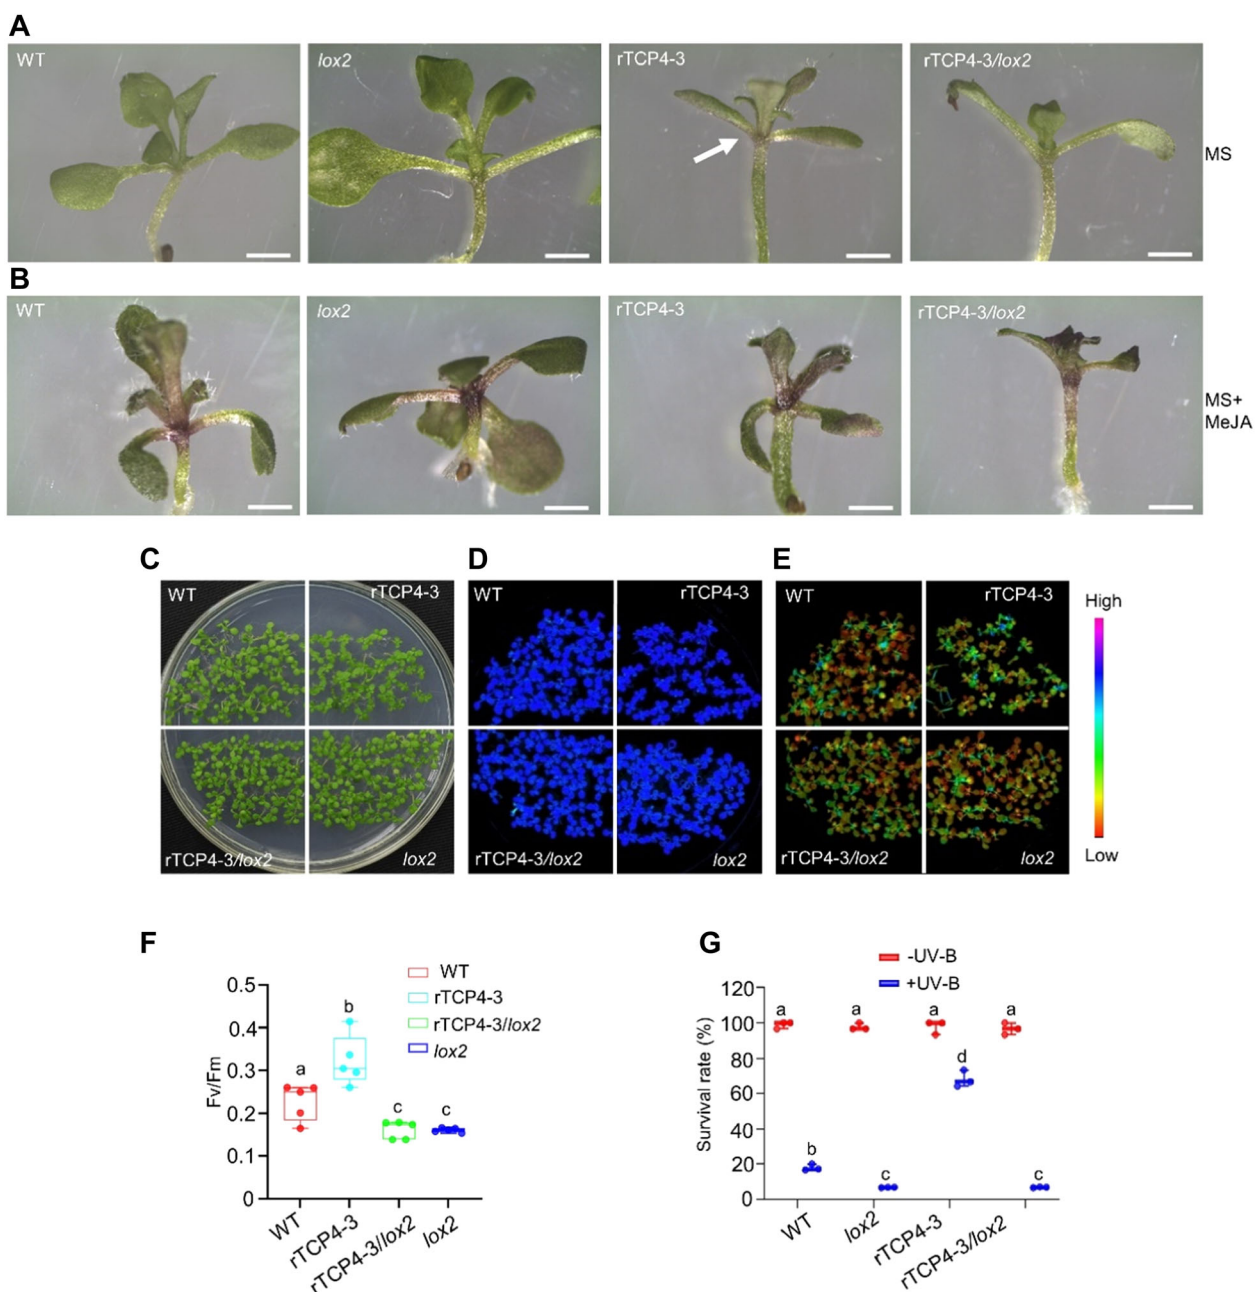 A
WT
lox2
rTCP4-3
rTCP4-3/lox2
MS
B
WT
lox2
rTCP4-3
rTCP4-3/lox2
MS+
MeJA
C
D
E
WT
rTCP4-3
rTCP4-3/lox2
lox2
WT
rTCP4-3
rTCP4-3/lox2
lox2
WT
rTCP4-3
rTCP4-3/lox2
lox2
High
Low
F
WT
rTCP4-3
rTCP4-3//lox2
lox2
Fv/Fm
0.5
0.4
0.3
0.2
0.1
0
a
b
c
c
WT
rTCP4-3
rTCP4-3//lox2
lox2
G
-UV-B
+UV-B
Survival rate (%)
120
100
80
60
40
20
0
a
b
a
c
a
d
a
c
WT
lox2
rTCP4-3
rTCP4-3/lox2